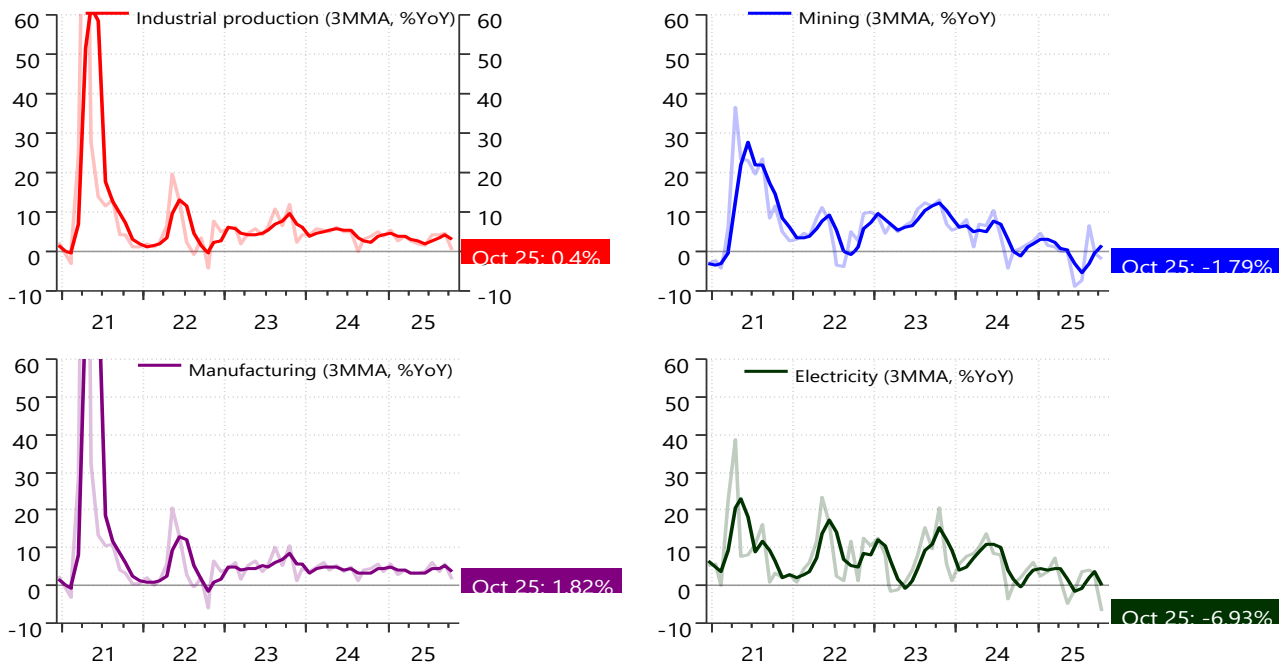 Industrial production (3MMA, %YoY)
60 60
50 50
40 40
30 30
20 20
10 10
0 0
Oct 25: 0.4%
-10 -10
21 22 23 24 25
Mining (3MMA, %YoY)
60
50
40
30
20
10
0
Oct 25: -1.79%
-10
21 22 23 24 25
Manufacturing (3MMA, %YoY)
60
50
40
30
20
10
0
Oct 25: 1.82%
-10
21 22 23 24 25
Electricity (3MMA, %YoY)
60
50
40
30
20
10
0
Oct 25: -6.93%
-10
21 22 23 24 25